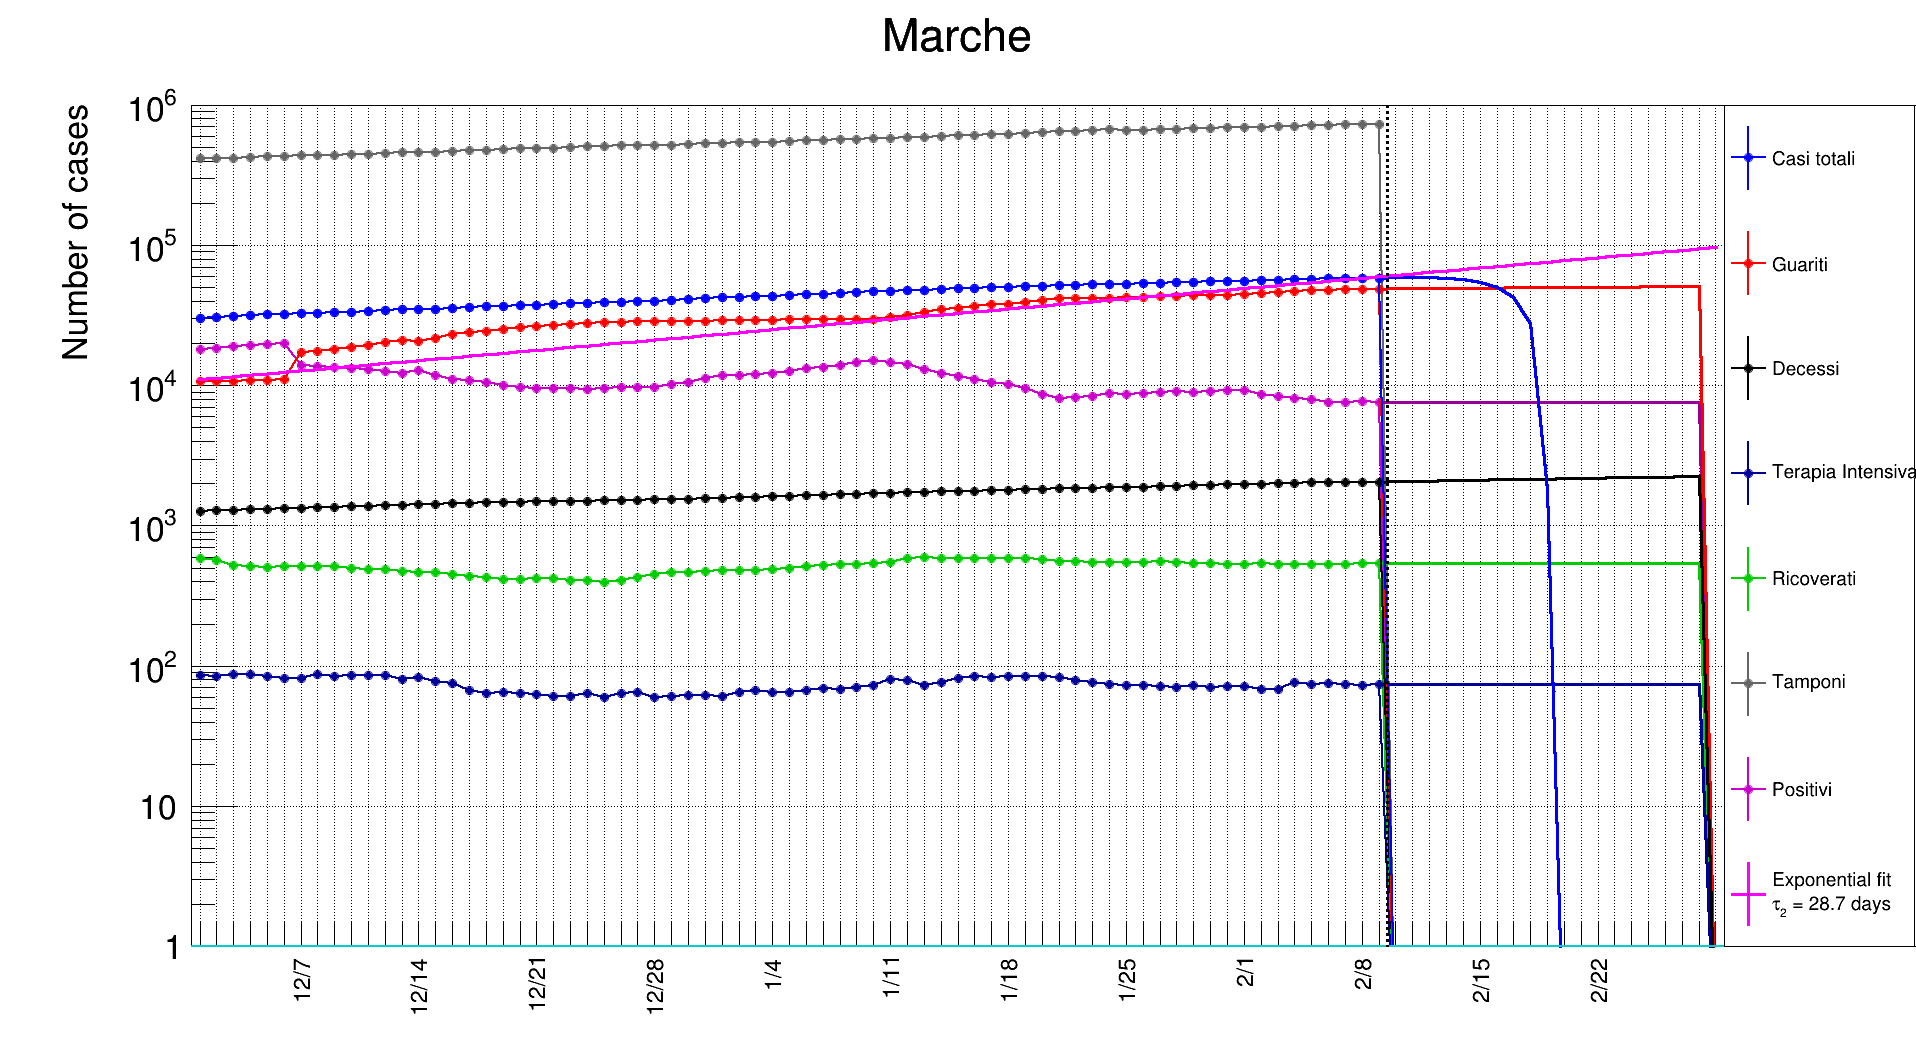 Marche
Number of cases
10^6
10^5
10^4
10^3
10^2
10
1
12/7
12/14
12/21
12/28
1/4
1/11
1/18
1/25
2/1
2/8
2/15
2/22
Casi totali
Guariti
Decessi
Terapia Intensiva
Ricoverati
Tamponi
Positivi
Exponential fit
τ₂ = 28.7 days